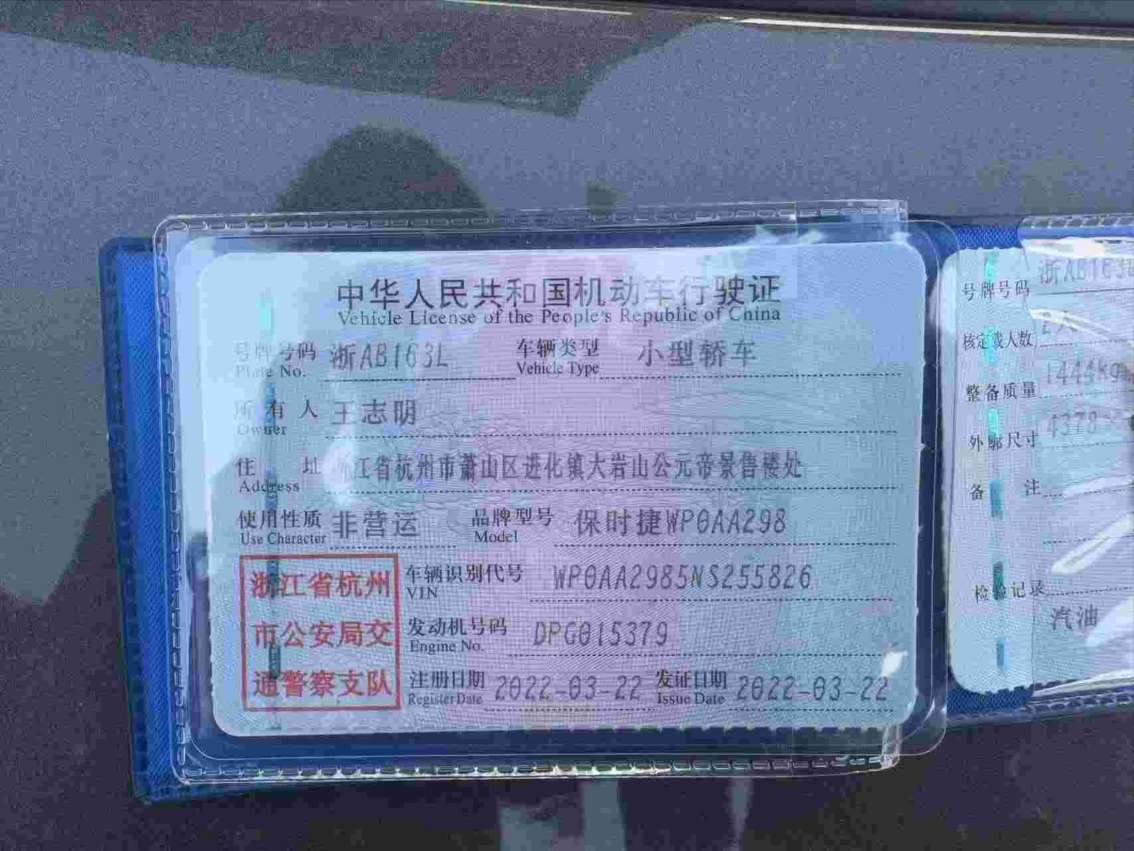 中华人民共和国机动车行驶证
Vehicle License of the People's Republic of China
号牌号码 浙AB163L 车辆类型 小型轿车
Plate No. Vehicle Type
所有人 王志明
Owner
住址 浙江省杭州市萧山区进化镇大岩山公元帝景售楼处
Address
使用性质 非营运 品牌型号 保时捷WP0AA298
Use Character Model
浙江省杭州
市公安局交
通警察支队
车辆识别代号 WP0AA2985NS255826
VIN
发动机号码 DPG015379
Engine No.
注册日期 2022-03-22 发证日期 2022-03-22
Register Date Issue Date
号牌号码 浙AB163L
核定载人数 2人
整备质量 1444kg
外廓尺寸 4378
备注
检验记录
汽油